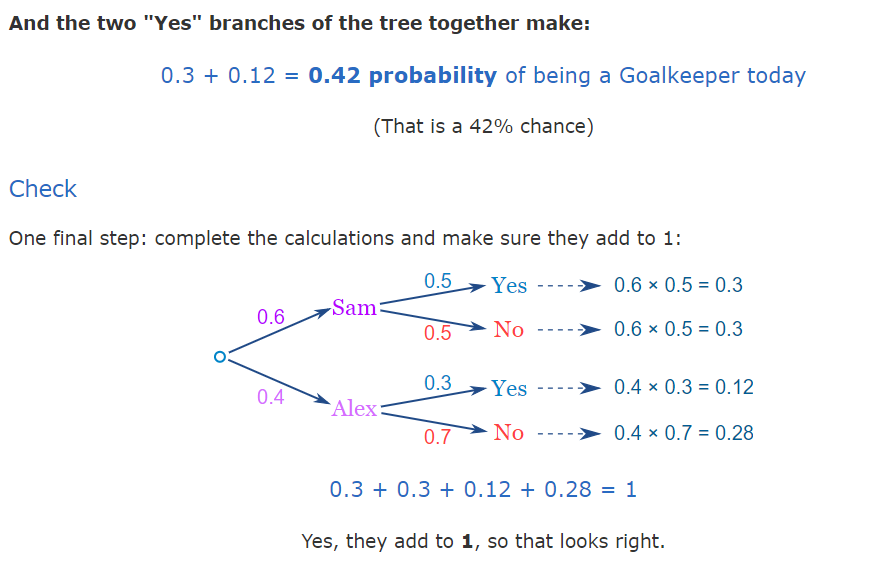 And the two "Yes" branches of the tree together make:
0.3 + 0.12 = 0.42 probability of being a Goalkeeper today
(That is a 42% chance)
Check
One final step: complete the calculations and make sure they add to 1:
0.5 Yes 0.6 × 0.5 = 0.3
0.6 Sam
0.5 No 0.6 × 0.5 = 0.3
0.3 Yes 0.4 × 0.3 = 0.12
0.4 Alex
0.7 No 0.4 × 0.7 = 0.28
0.3 + 0.3 + 0.12 + 0.28 = 1
Yes, they add to 1, so that looks right.